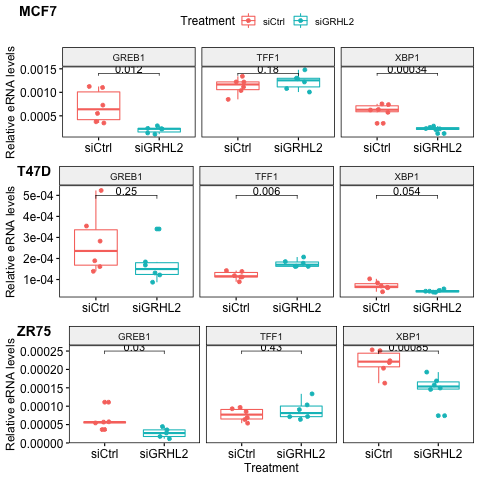 MCF7
Treatment siCtrl siGRHL2
GREB1 TFF1 XBP1
0.012 0.18 0.00034
Relative eRNA levels
0.0015
0.0010
0.0005
siCtrl siGRHL2 siCtrl siGRHL2 siCtrl siGRHL2
T47D
GREB1 TFF1 XBP1
0.25 0.006 0.054
Relative eRNA levels
5e-04
4e-04
3e-04
2e-04
1e-04
siCtrl siGRHL2 siCtrl siGRHL2 siCtrl siGRHL2
ZR75
GREB1 TFF1 XBP1
0.03 0.43 0.00085
Relative eRNA levels
0.00025
0.00020
0.00015
0.00010
0.00005
0.00000
siCtrl siGRHL2 siCtrl siGRHL2 siCtrl siGRHL2
Treatment